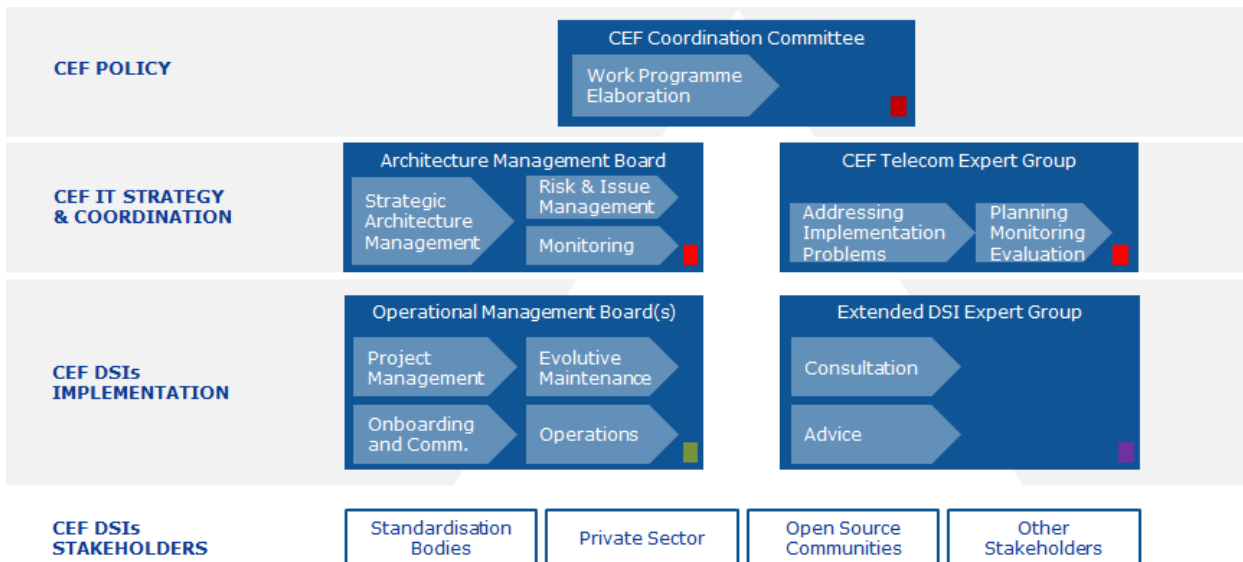 CEF POLICY
CEF Coordination Committee
Work Programme
Elaboration
CEF IT STRATEGY
& COORDINATION
Architecture Management Board
Strategic
Architecture
Management
Risk & Issue
Management
Monitoring
CEF Telecom Expert Group
Addressing
Implementation
Problems
Planning
Monitoring
Evaluation
CEF DSIs
IMPLEMENTATION
Operational Management Board(s)
Project
Management
Evolutive
Maintenance
Onboarding
and Comm.
Operations
Extended DSI Expert Group
Consultation
Advice
CEF DSIs
STAKEHOLDERS
Standardisation
Bodies
Private Sector
Open Source
Communities
Other
Stakeholders